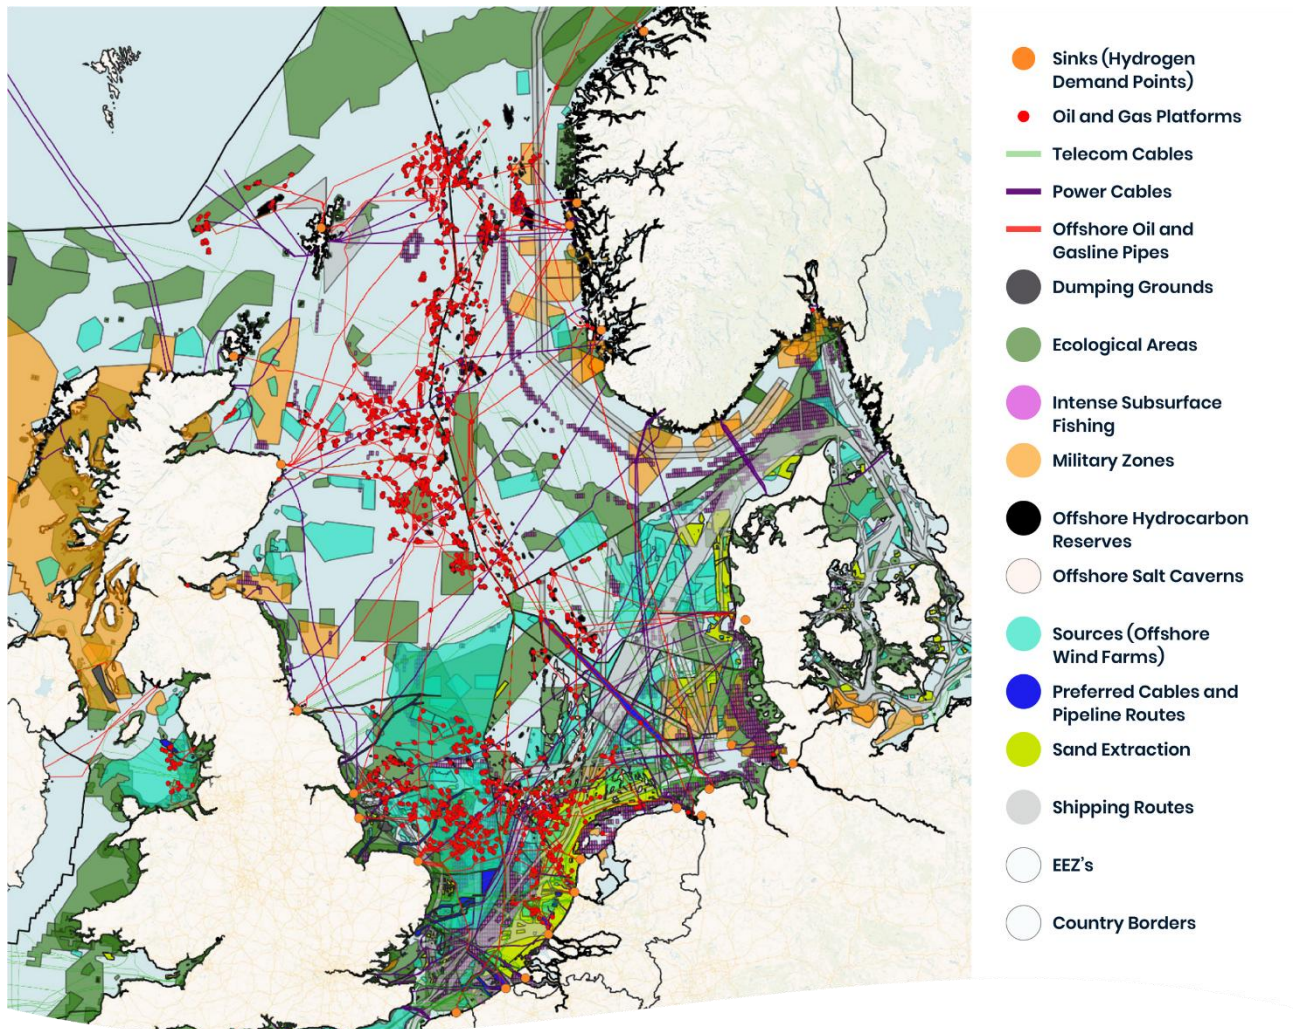 Sinks (Hydrogen
Demand Points)
Oil and Gas Platforms
Telecom Cables
Power Cables
Offshore Oil and
Gasline Pipes
Dumping Grounds
Ecological Areas
Intense Subsurface
Fishing
Military Zones
Offshore Hydrocarbon
Reserves
Offshore Salt Caverns
Sources (Offshore
Wind Farms)
Preferred Cables and
Pipeline Routes
Sand Extraction
Shipping Routes
EEZ's
Country Borders